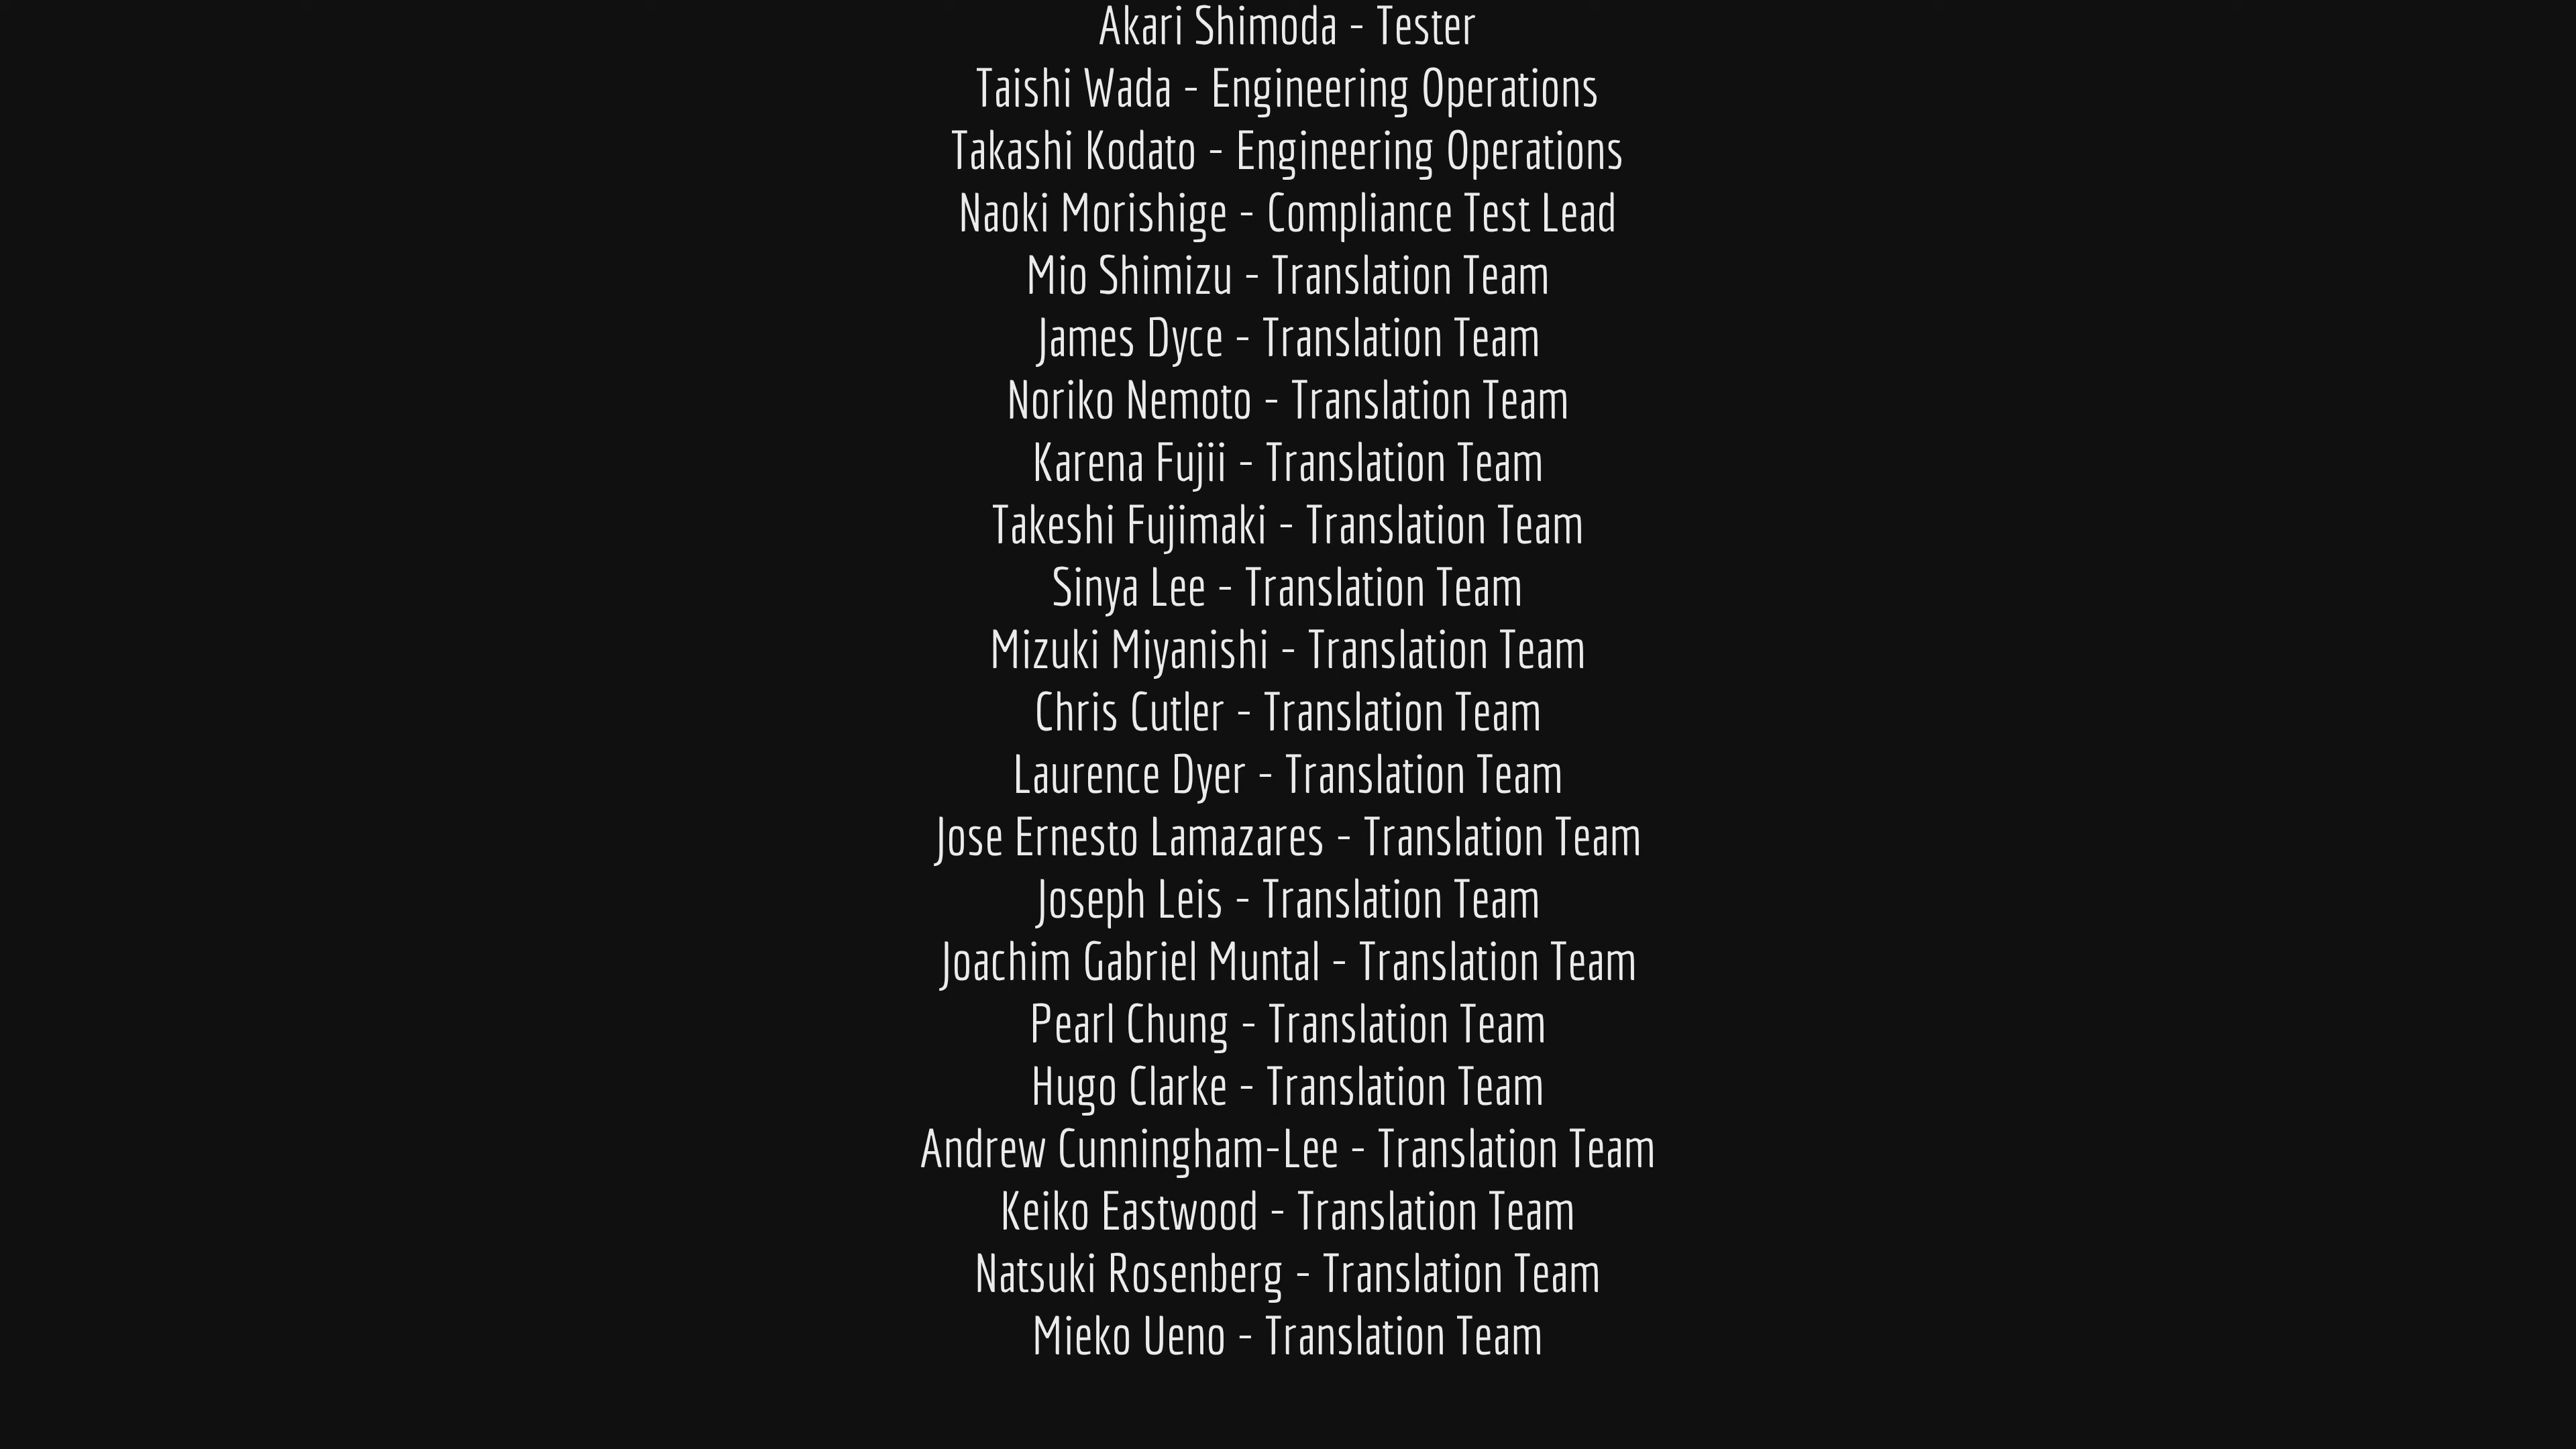 Akari Shimoda - Tester
Taishi Wada - Engineering Operations
Takashi Kodato - Engineering Operations
Naoki Morishige - Compliance Test Lead
Mio Shimizu - Translation Team
James Dyce - Translation Team
Noriko Nemoto - Translation Team
Karena Fujii - Translation Team
Takeshi Fujimaki - Translation Team
Sinya Lee - Translation Team
Mizuki Miyanishi - Translation Team
Chris Cutler - Translation Team
Laurence Dyer - Translation Team
Jose Ernesto Lamazares - Translation Team
Joseph Leis - Translation Team
Joachim Gabriel Muntal - Translation Team
Pearl Chung - Translation Team
Hugo Clarke - Translation Team
Andrew Cunningham-Lee - Translation Team
Keiko Eastwood - Translation Team
Natsuki Rosenberg - Translation Team
Mieko Ueno - Translation Team